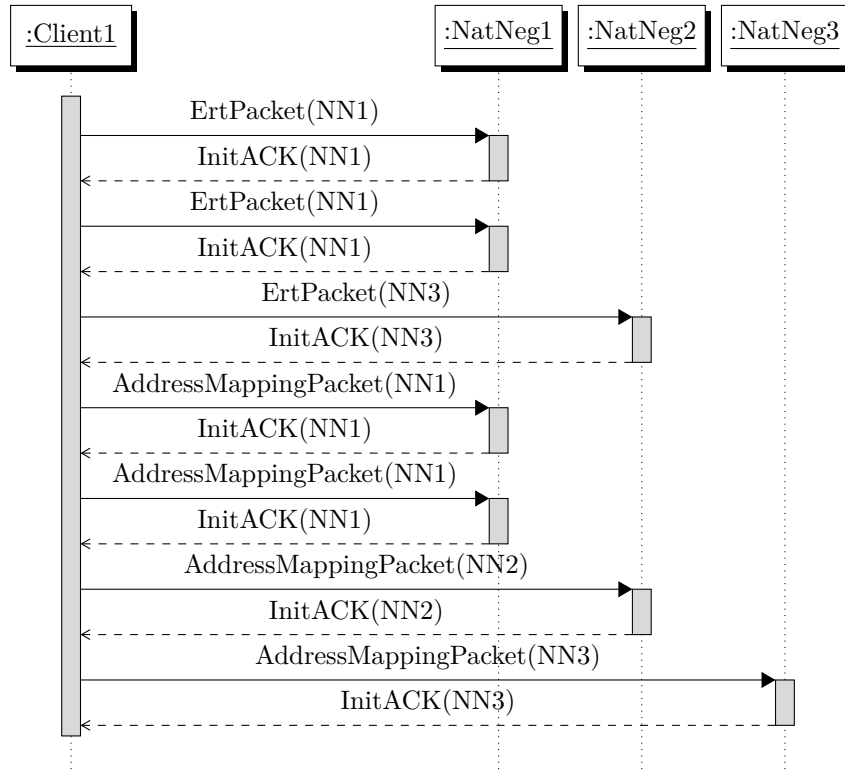 :Client1 :NatNeg1 :NatNeg2 :NatNeg3
ErtPacket(NN1)
InitACK(NN1)
ErtPacket(NN1)
InitACK(NN1)
ErtPacket(NN3)
InitACK(NN3)
AddressMappingPacket(NN1)
InitACK(NN1)
AddressMappingPacket(NN1)
InitACK(NN1)
AddressMappingPacket(NN2)
InitACK(NN2)
AddressMappingPacket(NN3)
InitACK(NN3)